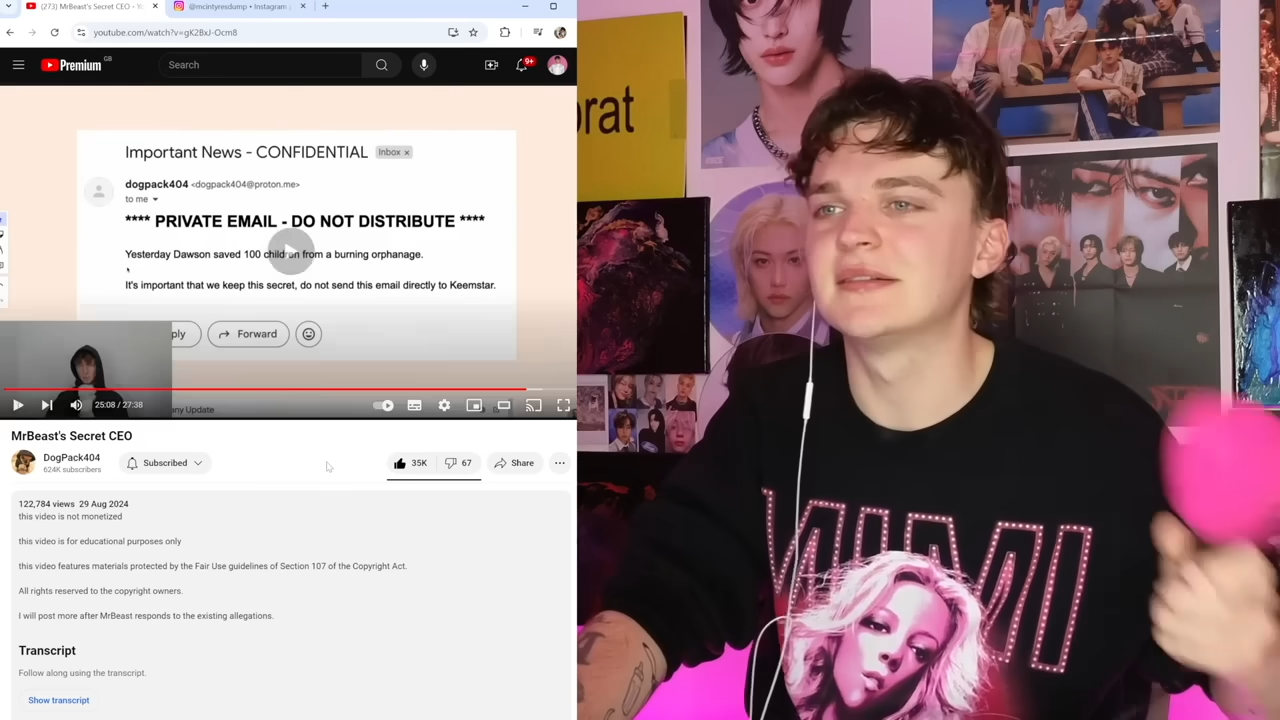 (273) MrBeast's Secret CEO - Yo
@mcintyresdump • Instagram
youtube.com/watch?v=gK2BxJ-Ocm8
Premium GB
Search
9+
Important News - CONFIDENTIAL Inbox ×
dogpack404 <dogpack404@proton.me>
to me
**** PRIVATE EMAIL - DO NOT DISTRIBUTE ****
Yesterday Dawson saved 100 children from a burning orphanage.
It's important that we keep this secret, do not send this email directly to Keemstar.
ply
Forward
25:08 / 27:38
any Update
MrBeast's Secret CEO
DogPack404
624K subscribers
Subscribed
35K
67
Share
122,784 views 29 Aug 2024
this video is not monetized
this video is for educational purposes only
this video features materials protected by the Fair Use guidelines of Section 107 of the Copyright Act.
All rights reserved to the copyright owners.
I will post more after MrBeast responds to the existing allegations.
Transcript
Follow along using the transcript.
Show transcript
brat
MIMI